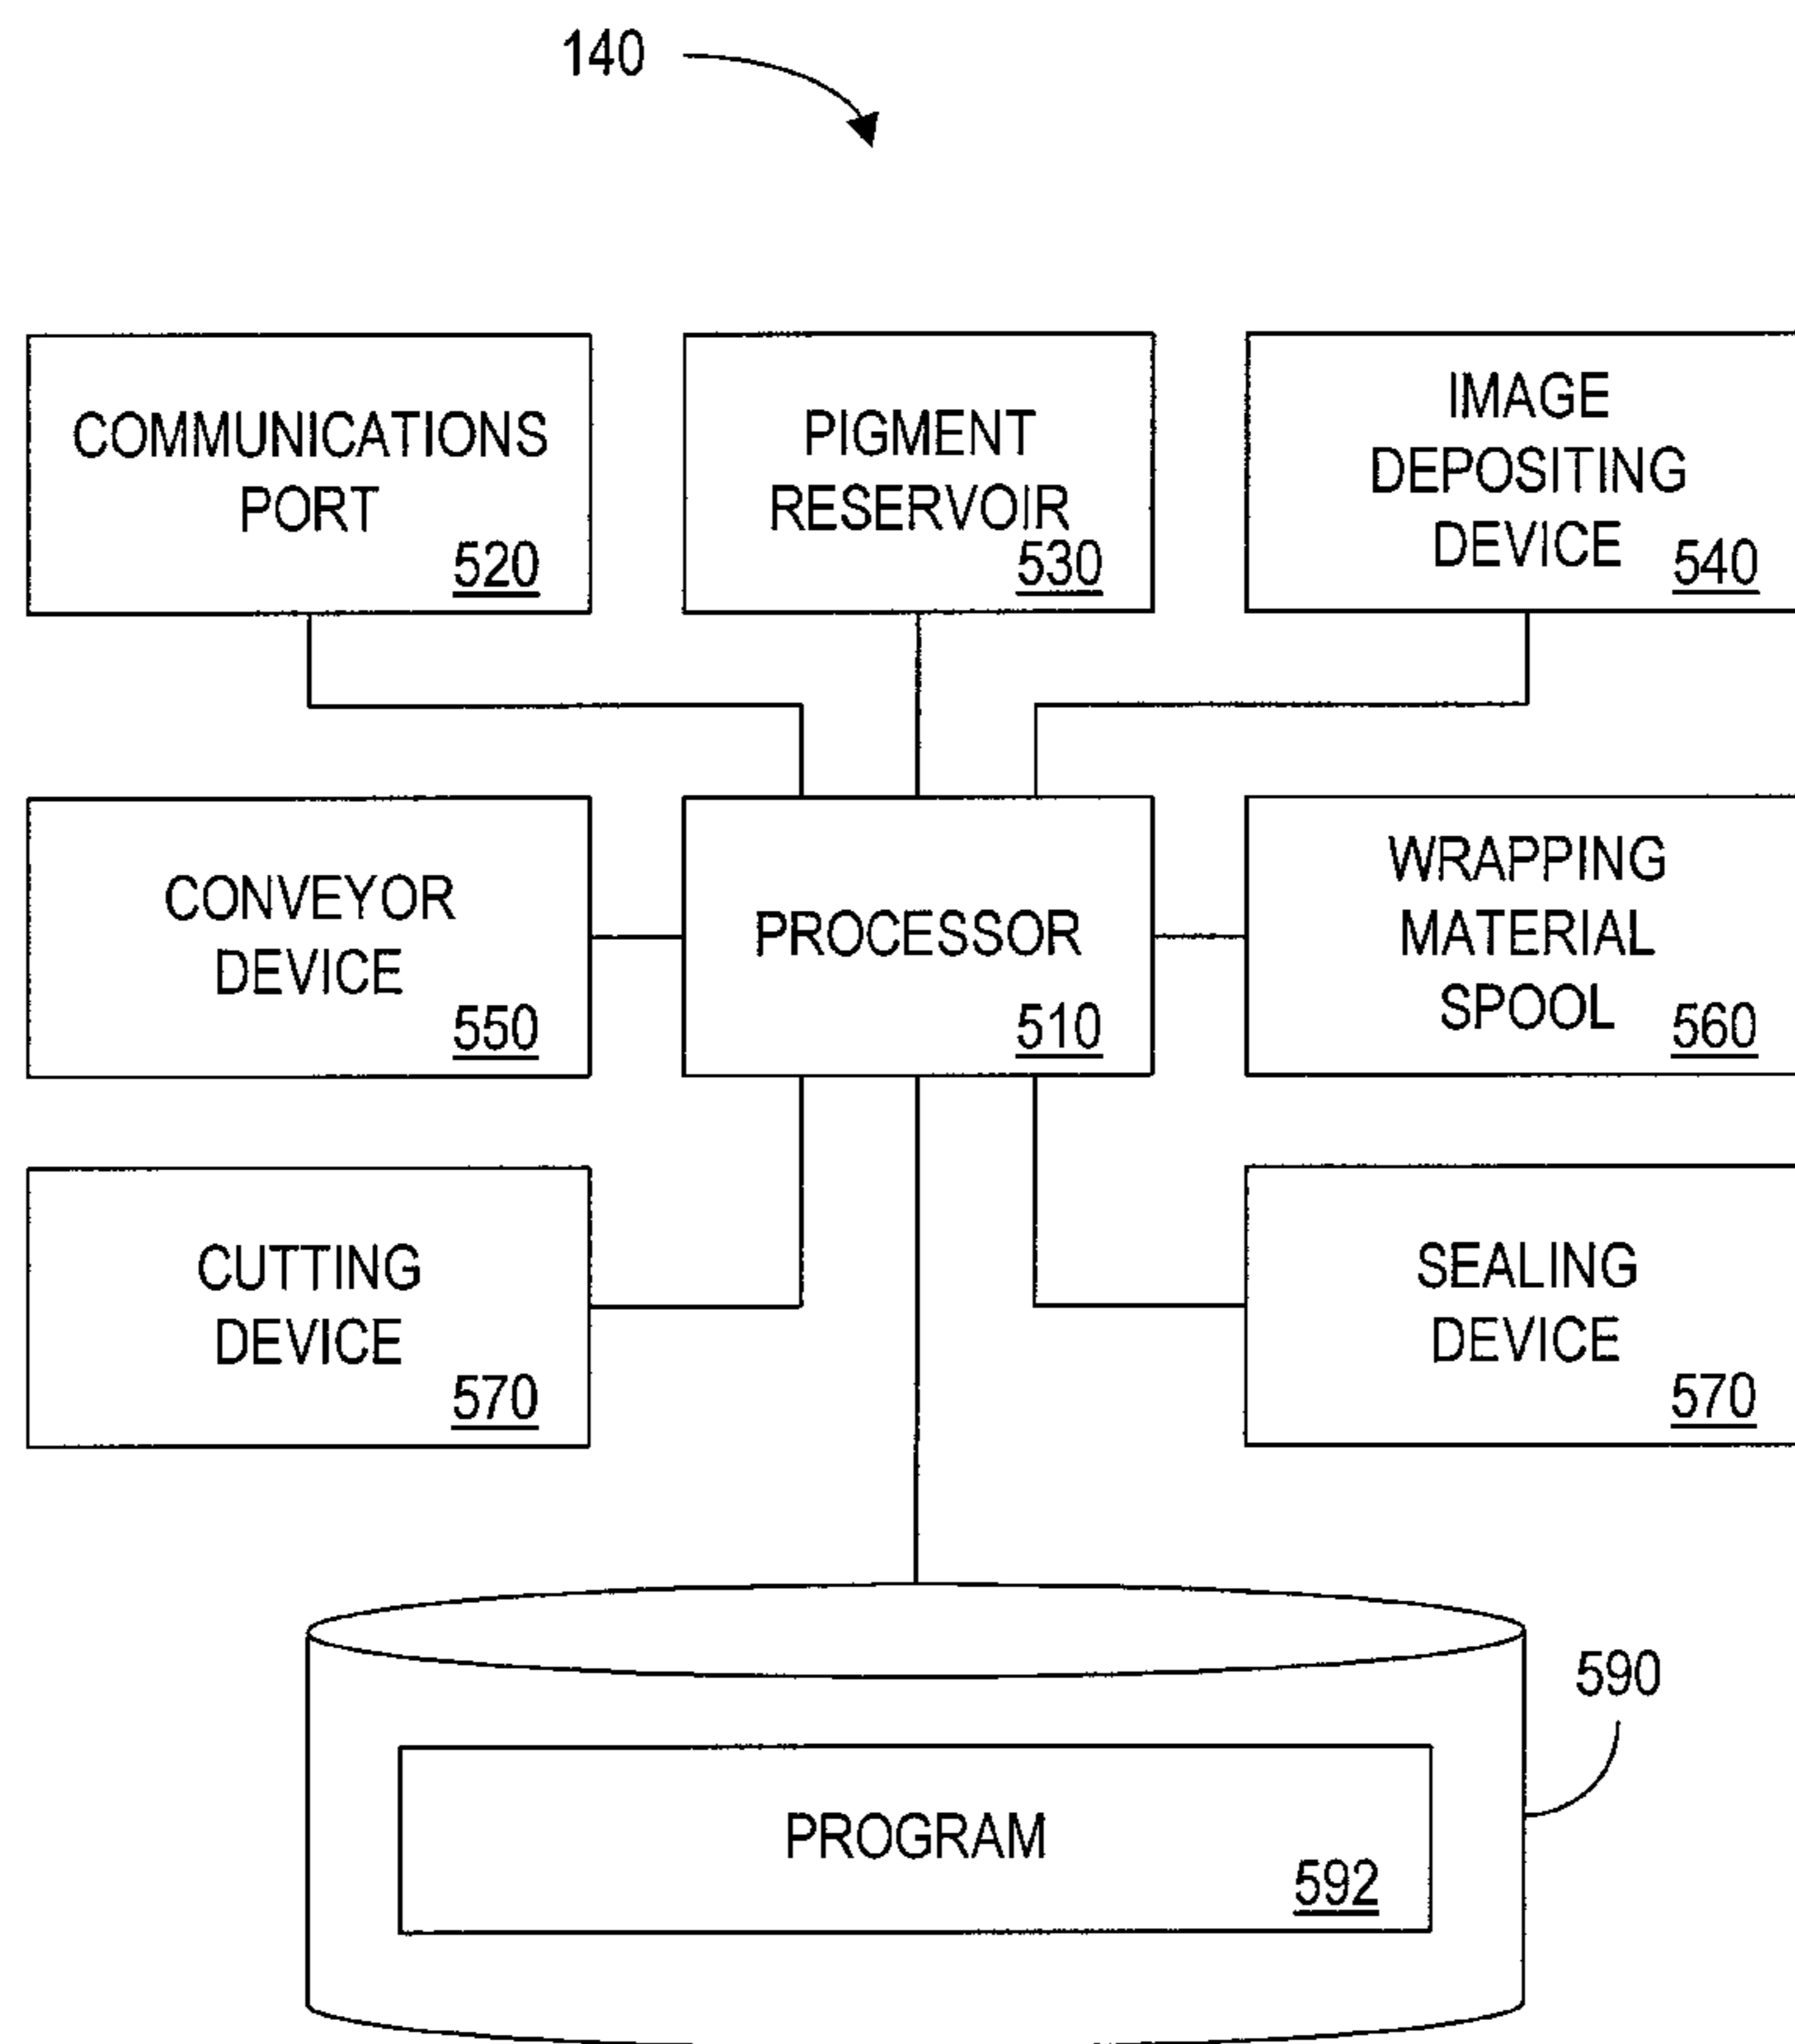 140
COMMUNICATIONS
PORT
520
PIGMENT
RESERVOIR
530
IMAGE
DEPOSITING
DEVICE
540
CONVEYOR
DEVICE
550
PROCESSOR
510
WRAPPING
MATERIAL
SPOOL
560
CUTTING
DEVICE
570
SEALING
DEVICE
570
590
PROGRAM
592